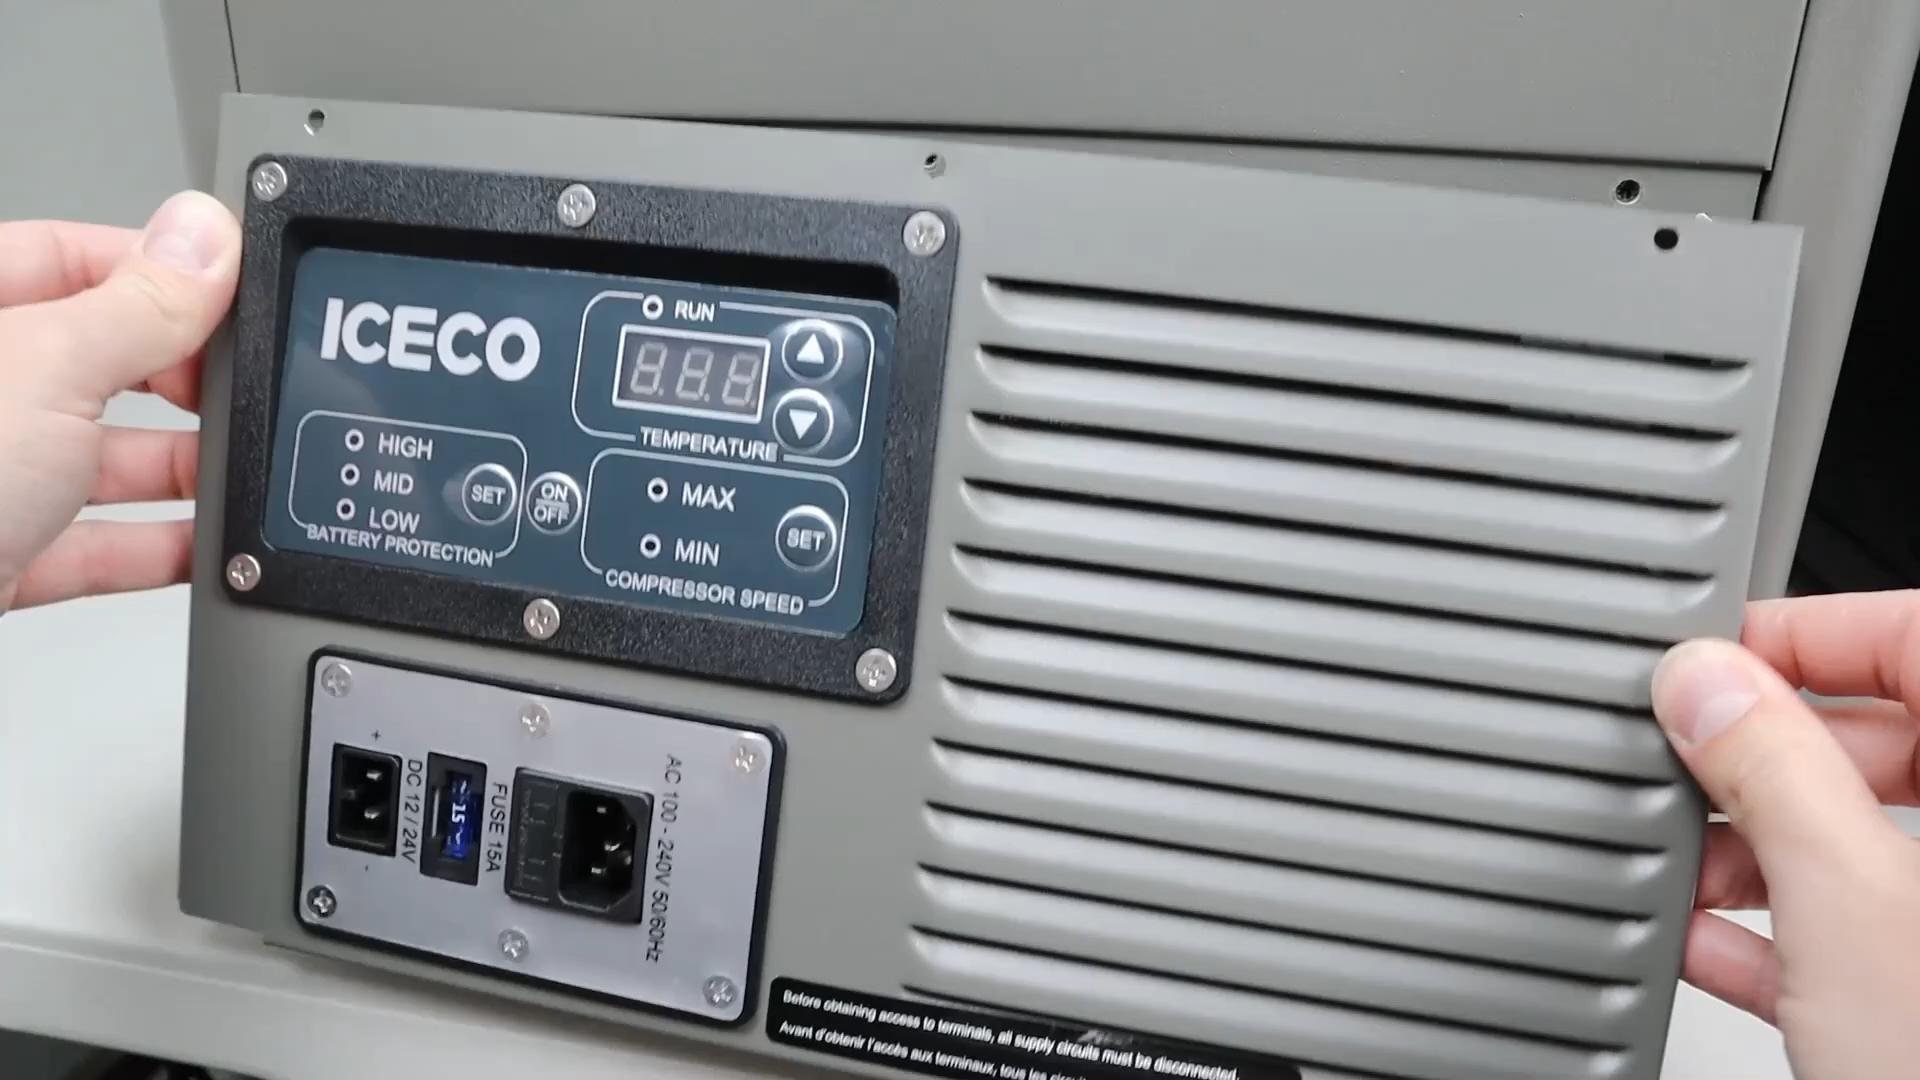 ICECO
RUN
8.8.8.
TEMPERATURE
HIGH
MID
LOW
SET
BATTERY PROTECTION
ON
OFF
MAX
MIN
SET
COMPRESSOR SPEED
+
DC 12 / 24V
-
15
FUSE 15A
AC 100 - 240V 50/60Hz
Before obtaining access to terminals, all supply circuits must be disconnected.
Avant d'obtenir l'accès aux terminaux, tous les